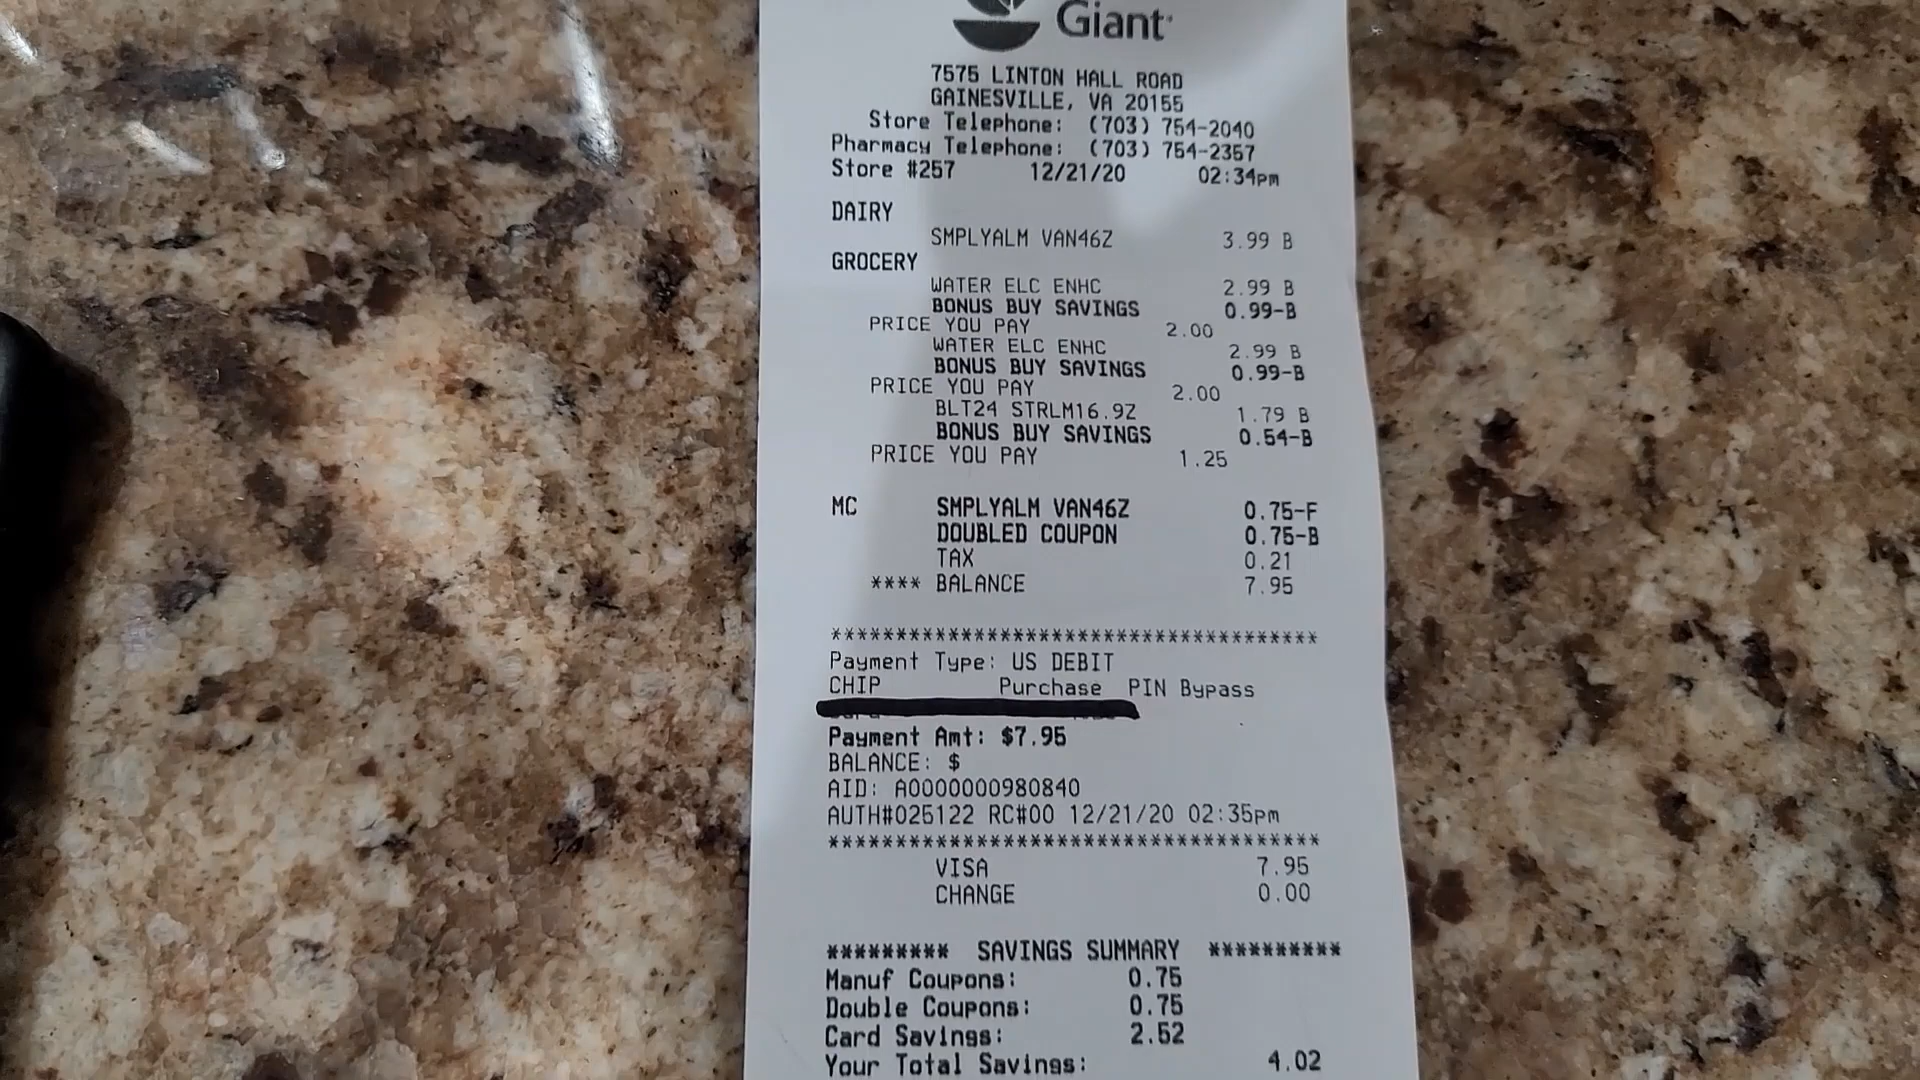 Giant
7575 LINTON HALL ROAD
GAINESVILLE, VA 20155
Store Telephone: (703) 754-2040
Pharmacy Telephone: (703) 754-2357
Store #257 12/21/20 02:34pm
DAIRY
SMPLYALM VAN46Z 3.99 B
GROCERY
WATER ELC ENHC 2.99 B
BONUS BUY SAVINGS 0.99-B
PRICE YOU PAY 2.00
WATER ELC ENHC 2.99 B
BONUS BUY SAVINGS 0.99-B
PRICE YOU PAY 2.00
BLT24 STRLM16.9Z 1.79 B
BONUS BUY SAVINGS 0.54-B
PRICE YOU PAY 1.25
MC SMPLYALM VAN46Z 0.75-F
DOUBLED COUPON 0.75-B
TAX 0.21
**** BALANCE 7.95
**************************************
Payment Type: US DEBIT
CHIP Purchase PIN Bypass
Payment Amt: $7.95
BALANCE: $
AID: A0000000980840
AUTH#025122 RC#00 12/21/20 02:35pm
**************************************
VISA 7.95
CHANGE 0.00
********* SAVINGS SUMMARY **********
Manuf Coupons: 0.75
Double Coupons: 0.75
Card Savings: 2.52
Your Total Savings: 4.02